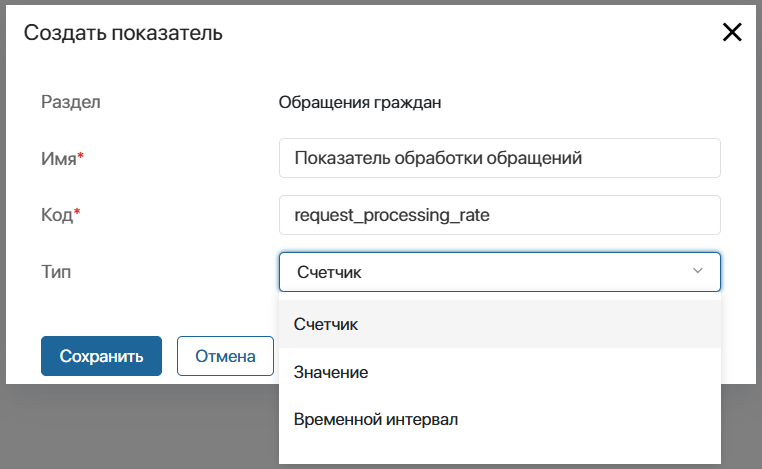 Создать показатель
Раздел Обращения граждан
Имя* Показатель обработки обращений
Код* request_processing_rate
Тип Счетчик
Счетчик
Сохранить Отмена
Значение
Временной интервал